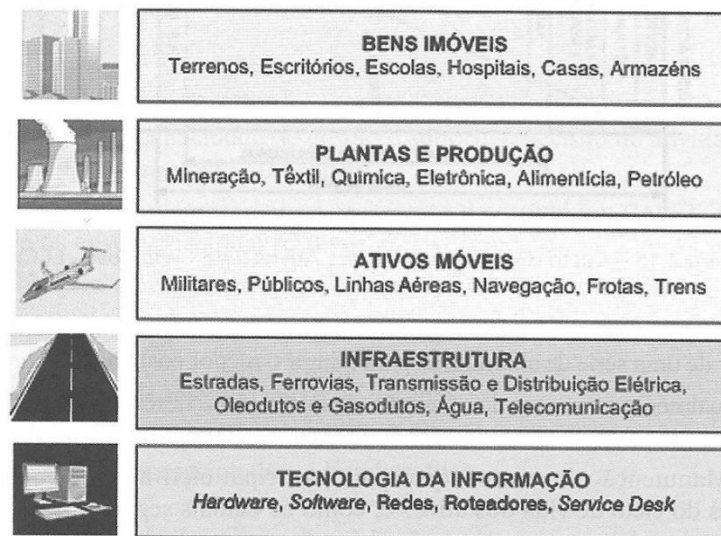 BENS IMÓVEIS
Terrenos, Escritórios, Escolas, Hospitais, Casas, Armazéns
PLANTAS E PRODUÇÃO
Mineração, Têxtil, Química, Eletrônica, Alimentícia, Petróleo
ATIVOS MÓVEIS
Militares, Públicos, Linhas Aéreas, Navegação, Frotas, Trens
INFRAESTRUTURA
Estradas, Ferrovias, Transmissão e Distribuição Elétrica,
Oleodutos e Gasodutos, Água, Telecomunicação
TECNOLOGIA DA INFORMAÇÃO
Hardware, Software, Redes, Roteadores, Service Desk